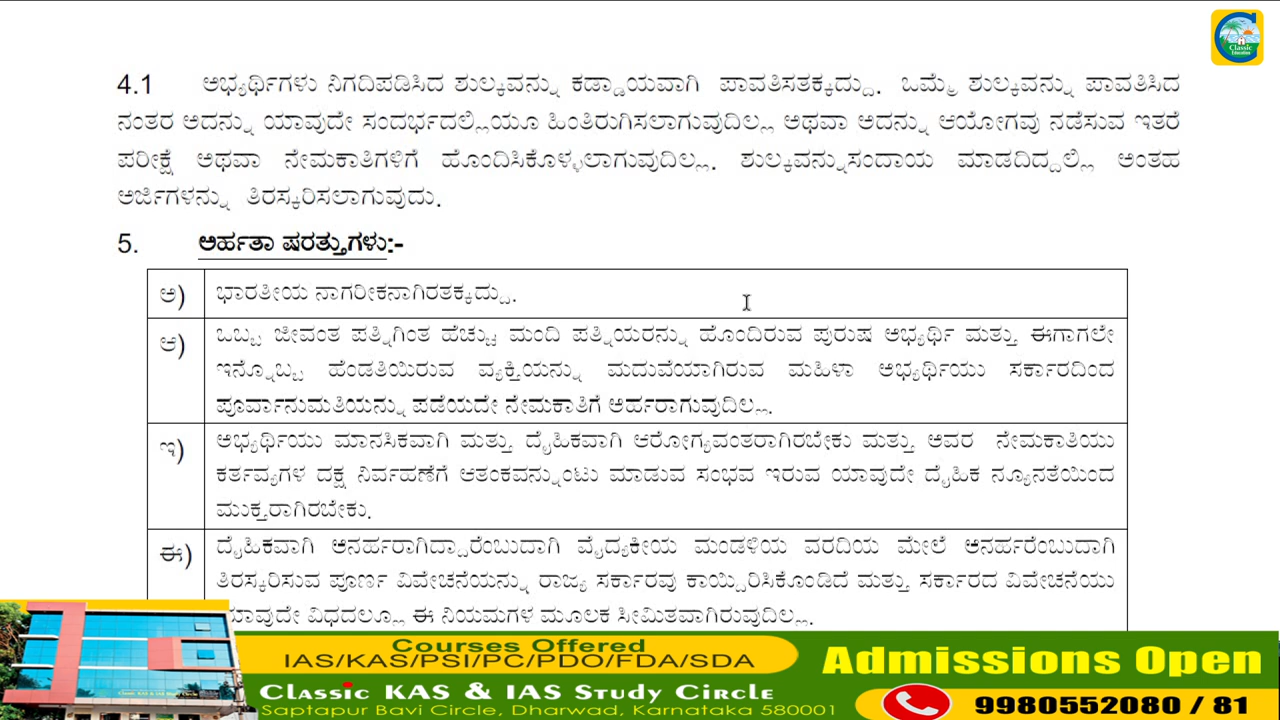 Classic
Education
4.1 ಅಭ್ಯರ್ಥಿಗಳು ನಿಗದಿಪಡಿಸಿದ ಶುಲ್ಕವನ್ನು ಕಡ್ಡಾಯವಾಗಿ ಪಾವತಿಸತಕ್ಕದ್ದು. ಒಮ್ಮೆ ಶುಲ್ಕವನ್ನು ಪಾವತಿಸಿದ
ನಂತರ ಅದನ್ನು ಯಾವುದೇ ಸಂದರ್ಭದಲ್ಲಿಯೂ ಹಿಂತಿರುಗಿಸಲಾಗುವುದಿಲ್ಲ ಅಥವಾ ಅದನ್ನು ಆಯೋಗವು ನಡೆಸುವ ಇತರೆ
ಪರೀಕ್ಷೆ ಅಥವಾ ನೇಮಕಾತಿಗಳಿಗೆ ಹೊಂದಿಸಿಕೊಳ್ಳಲಾಗುವುದಿಲ್ಲ. ಶುಲ್ಕವನ್ನುಸಂದಾಯ ಮಾಡದಿದ್ದಲ್ಲಿ ಅಂತಹ
ಅರ್ಜಿಗಳನ್ನು ತಿರಸ್ಕರಿಸಲಾಗುವುದು.
5. ಅರ್ಹತಾ ಷರತ್ತುಗಳು:-
ಅ) ಭಾರತೀಯ ನಾಗರೀಕನಾಗಿರತಕ್ಕದ್ದು.
ಆ) ಒಬ್ಬ ಜೀವಂತ ಪತ್ನಿಗಿಂತ ಹೆಚ್ಚು ಮಂದಿ ಪತ್ನಿಯರನ್ನು ಹೊಂದಿರುವ ಪುರುಷ ಅಭ್ಯರ್ಥಿ ಮತ್ತು ಈಗಾಗಲೇ
ಇನ್ನೊಬ್ಬ ಹೆಂಡತಿಯಿರುವ ವ್ಯಕ್ತಿಯನ್ನು ಮದುವೆಯಾಗಿರುವ ಮಹಿಳಾ ಅಭ್ಯರ್ಥಿಯು ಸರ್ಕಾರದಿಂದ
ಪೂರ್ವಾನುಮತಿಯನ್ನು ಪಡೆಯದೇ ನೇಮಕಾತಿಗೆ ಅರ್ಹರಾಗುವುದಿಲ್ಲ.
ಇ) ಅಭ್ಯರ್ಥಿಯು ಮಾನಸಿಕವಾಗಿ ಮತ್ತು ದೈಹಿಕವಾಗಿ ಆರೋಗ್ಯವಂತರಾಗಿರಬೇಕು ಮತ್ತು ಅವರ ನೇಮಕಾತಿಯು
ಕರ್ತವ್ಯಗಳ ದಕ್ಷ ನಿರ್ವಹಣೆಗೆ ಆತಂಕವನ್ನುಂಟು ಮಾಡುವ ಸಂಭವ ಇರುವ ಯಾವುದೇ ದೈಹಿಕ ನ್ಯೂನತೆಯಿಂದ
ಮುಕ್ತರಾಗಿರಬೇಕು.
ಈ) ದೈಹಿಕವಾಗಿ ಅನರ್ಹರಾಗಿದ್ದಾರೆಂಬುದಾಗಿ ವೈದ್ಯಕೀಯ ಮಂಡಳಿಯ ವರದಿಯ ಮೇಲೆ ಅನರ್ಹರೆಂಬುದಾಗಿ
ತಿರಸ್ಕರಿಸುವ ಪೂರ್ಣ ವಿವೇಚನೆಯನ್ನು ರಾಜ್ಯ ಸರ್ಕಾರವು ಕಾಯ್ದಿರಿಸಿಕೊಂಡಿದೆ ಮತ್ತು ಸರ್ಕಾರದ ವಿವೇಚನೆಯು
ಯಾವುದೇ ವಿಧದಲ್ಲೂ ಈ ನಿಯಮಗಳ ಮೂಲಕ ಸೀಮಿತವಾಗಿರುವುದಿಲ್ಲ.
Courses Offered
IAS/KAS/PSI/PC/PDO/FDA/SDA
Classic KAS & IAS Study Circle
Saptapur Bavi Circle, Dharwad, Karnataka 580001
Admissions Open
9980552080 / 81